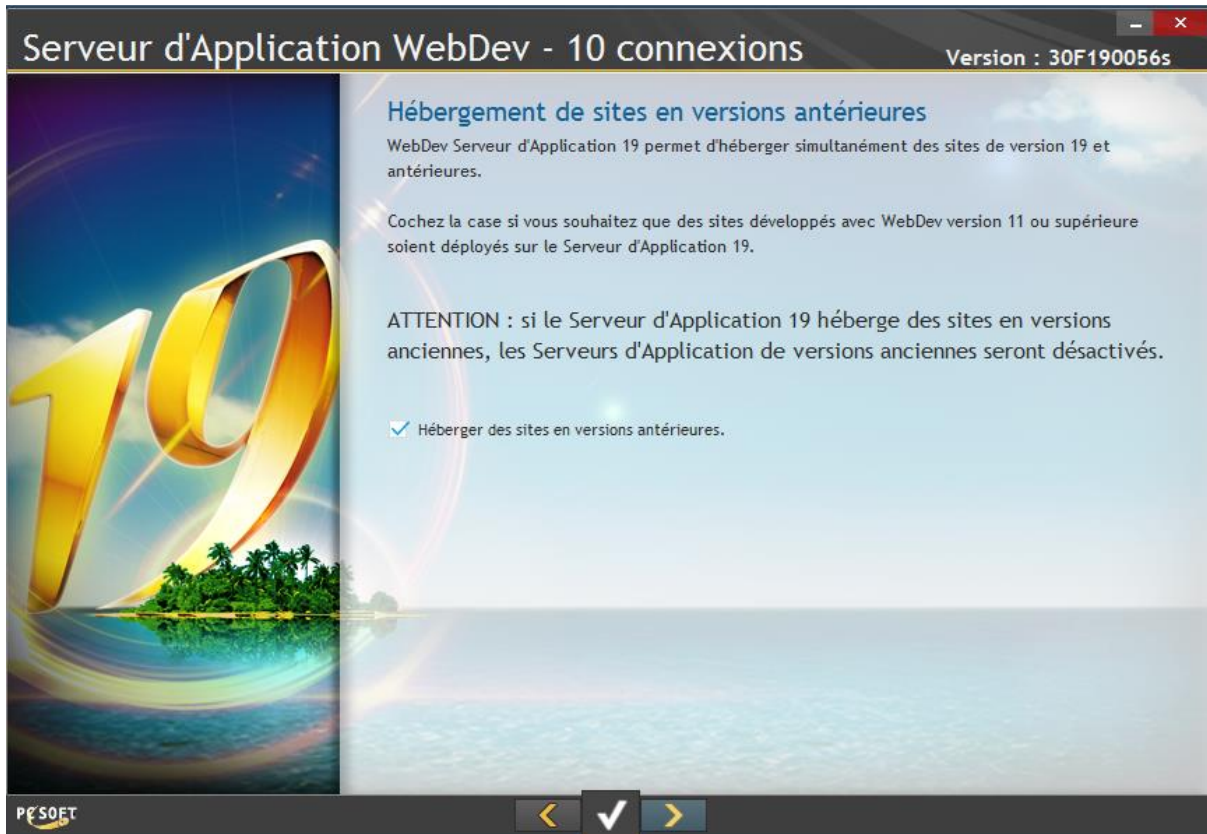 Serveur d'Application WebDev - 10 connexions
Version : 30F190056s
Hébergement de sites en versions antérieures
WebDev Serveur d'Application 19 permet d'héberger simultanément des sites de version 19 et
antérieures.
Cochez la case si vous souhaitez que des sites développés avec WebDev version 11 ou supérieure
soient déployés sur le Serveur d'Application 19.
ATTENTION : si le Serveur d'Application 19 héberge des sites en versions
anciennes, les Serveurs d'Application de versions anciennes seront désactivés.
Héberger des sites en versions antérieures.
19
PC SOFT